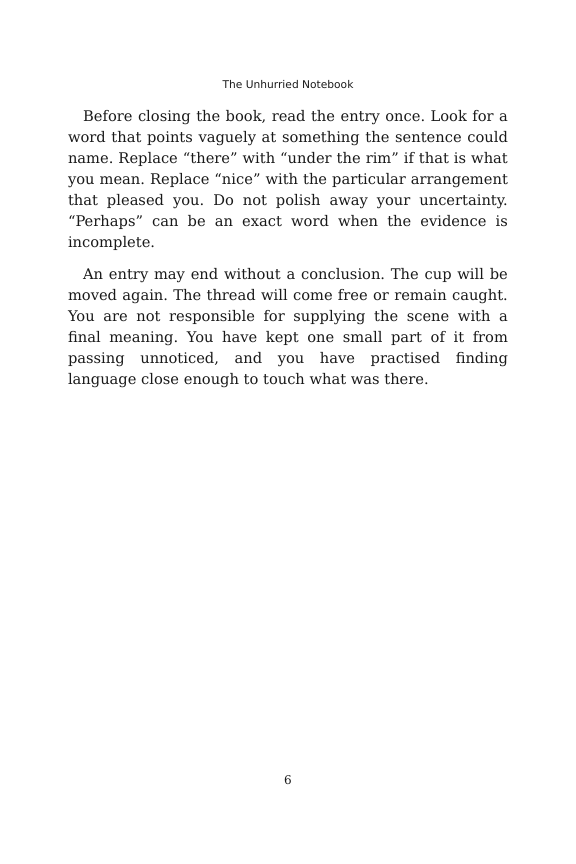 The Unhurried Notebook
Before closing the book, read the entry once. Look for a
word that points vaguely at something the sentence could
name. Replace “there” with “under the rim” if that is what
you mean. Replace “nice” with the particular arrangement
that pleased you. Do not polish away your uncertainty.
“Perhaps” can be an exact word when the evidence is
incomplete.
An entry may end without a conclusion. The cup will be
moved again. The thread will come free or remain caught.
You are not responsible for supplying the scene with a
final meaning. You have kept one small part of it from
passing unnoticed, and you have practised finding
language close enough to touch what was there.
6